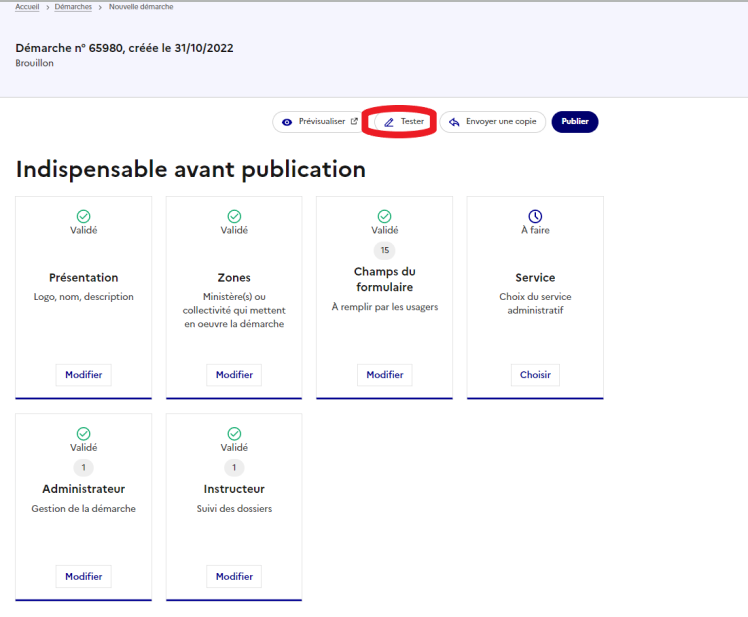 Accueil > Démarches > Nouvelle démarche
Démarche n° 65980, créée le 31/10/2022
Brouillon
Prévisualiser Tester Envoyer une copie Publier
Indispensable avant publication
Validé
Présentation
Logo, nom, description
Modifier
Validé
Zones
Ministère(s) ou
collectivité qui mettent
en oeuvre la démarche
Modifier
Validé
15
Champs du
formulaire
À remplir par les usagers
Modifier
À faire
Service
Choix du service
administratif
Choisir
Validé
1
Administrateur
Gestion de la démarche
Modifier
Validé
1
Instructeur
Suivi des dossiers
Modifier